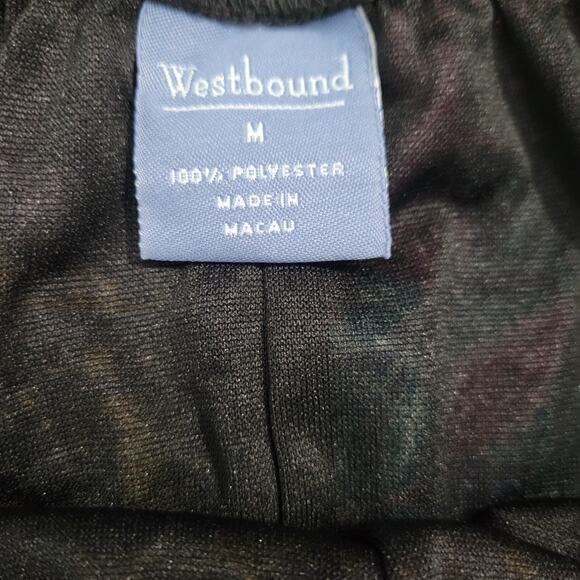 Westbound
M
100% POLYESTER
MADE IN
MACAU